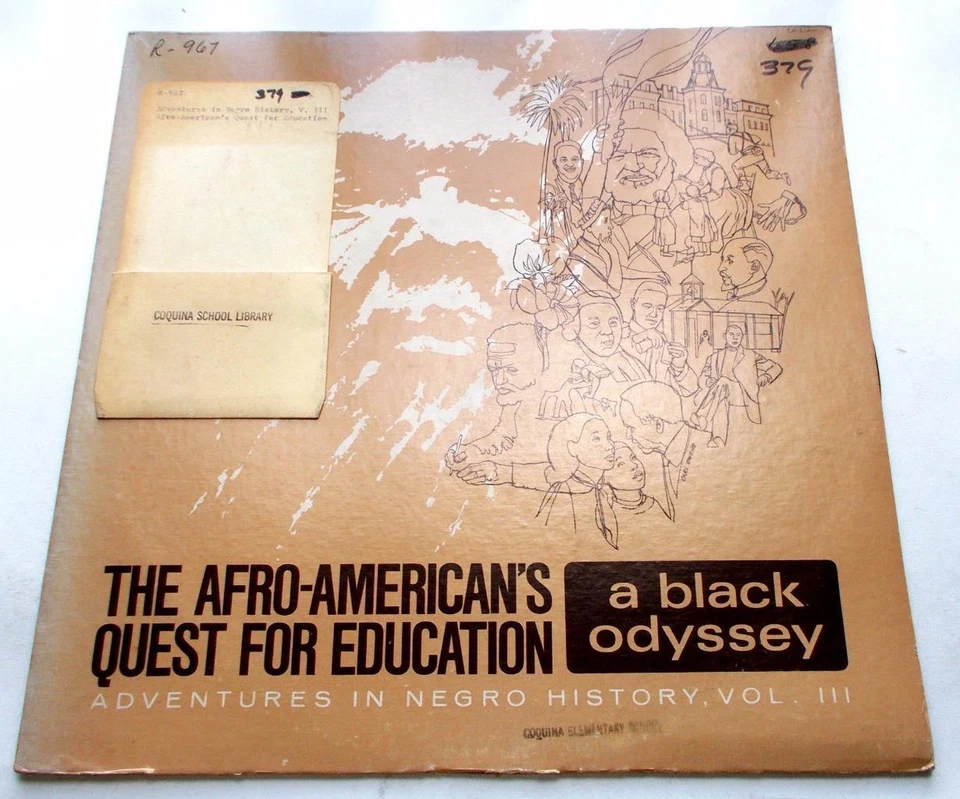 R-967
379
R-967 379
Adventures in Negro History, V. III
Afro-American's Quest for Education
COQUINA SCHOOL LIBRARY
THE AFRO-AMERICAN'S
QUEST FOR EDUCATION
a black
odyssey
ADVENTURES IN NEGRO HISTORY, VOL. III
COQUINA ELEMENTARY